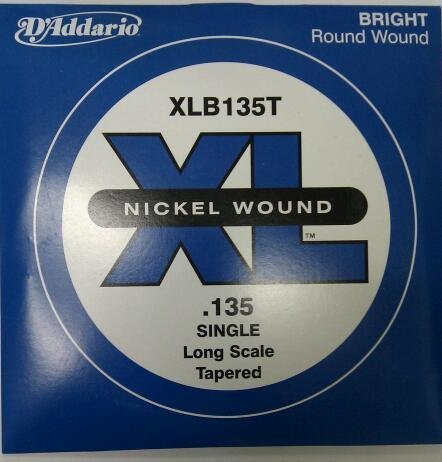 D'Addario
BRIGHT
Round Wound
XLB135T
XL
NICKEL WOUND
TM
.135
SINGLE
Long Scale
Tapered